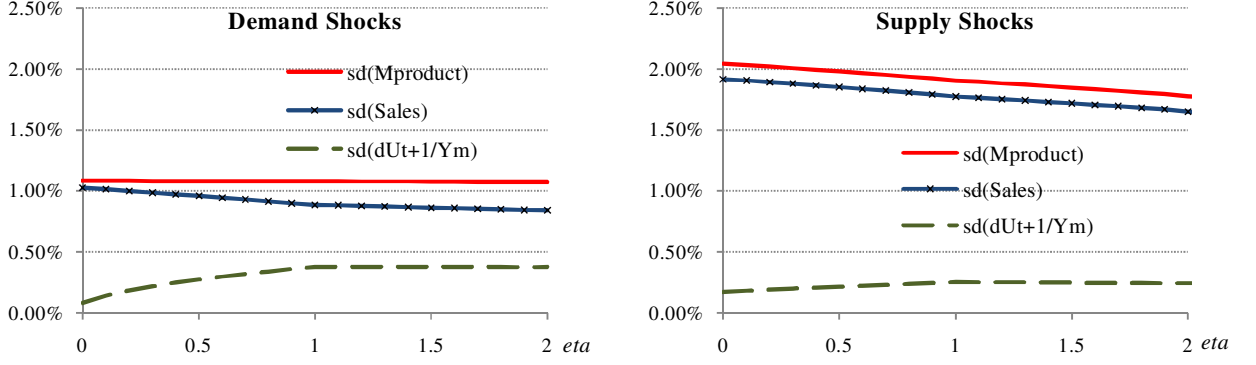 Demand Shocks
2.50%
2.00%
1.50%
1.00%
0.50%
0.00%
sd(Mproduct)
sd(Sales)
sd(dUt+1/Ym)
0 0.5 1 1.5 2 eta
Supply Shocks
2.50%
2.00%
1.50%
1.00%
0.50%
0.00%
sd(Mproduct)
sd(Sales)
sd(dUt+1/Ym)
0 0.5 1 1.5 2 eta